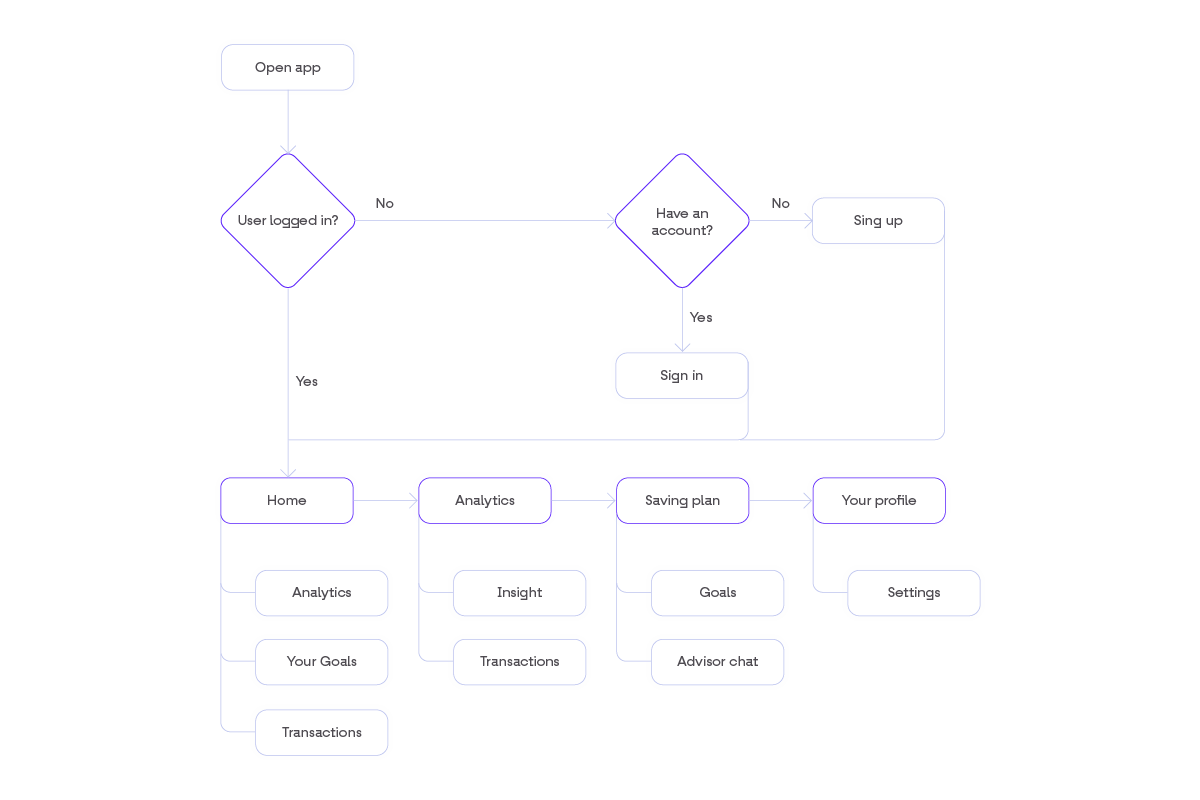 Open app
User logged in?
No
Have an
account?
No
Sing up
Yes
Sign in
Yes
Home
Analytics
Saving plan
Your profile
Analytics
Insight
Goals
Settings
Your Goals
Transactions
Advisor chat
Transactions